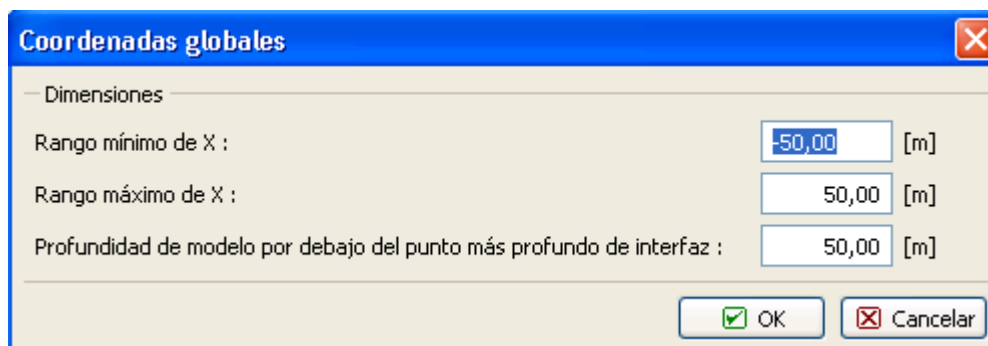 Coordenadas globales
Dimensiones
Rango mínimo de X : -50,00 [m]
Rango máximo de X : 50,00 [m]
Profundidad de modelo por debajo del punto más profundo de interfaz : 50,00 [m]
OK Cancelar